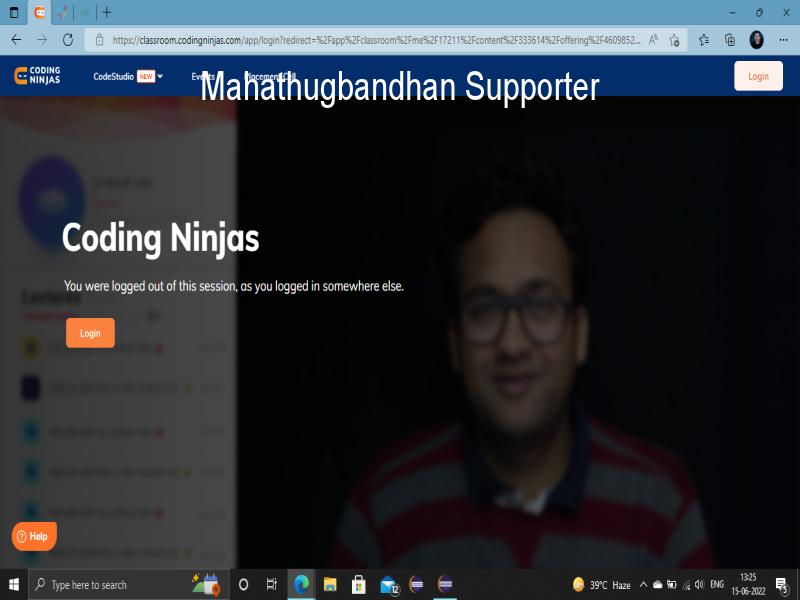 https://classroom.codingninjas.com/app/login?redirect=%2Fapp%2Fclassroom%2Fme%2F17211%2Fcontent%2F333614%2Foffering%2F4609852...
CODING
NINJAS
CodeStudio NEW
Events
Placement Cell
Login
Mahathugbandhan Supporter
Coding Ninjas
You were logged out of this session, as you logged in somewhere else.
Lectures
Login
Help
Type here to search
12
39°C Haze
ENG
13:25
15-06-2022
5